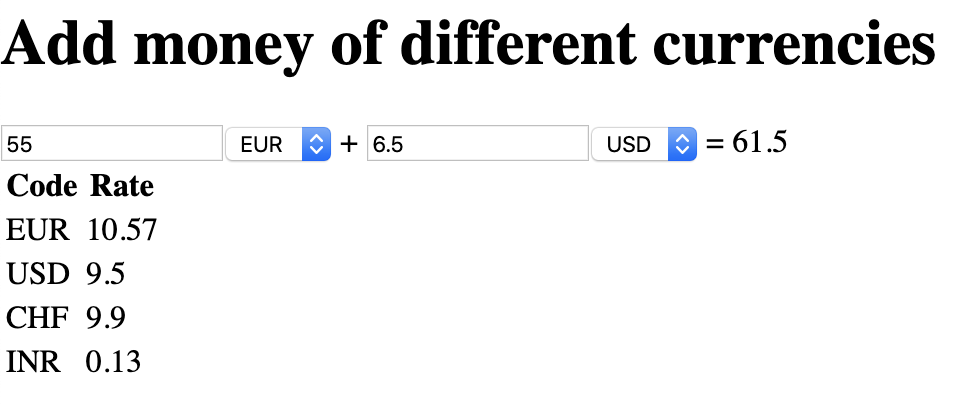 Add money of different currencies
55 EUR + 6.5 USD = 61.5
Code Rate
EUR 10.57
USD 9.5
CHF 9.9
INR 0.13